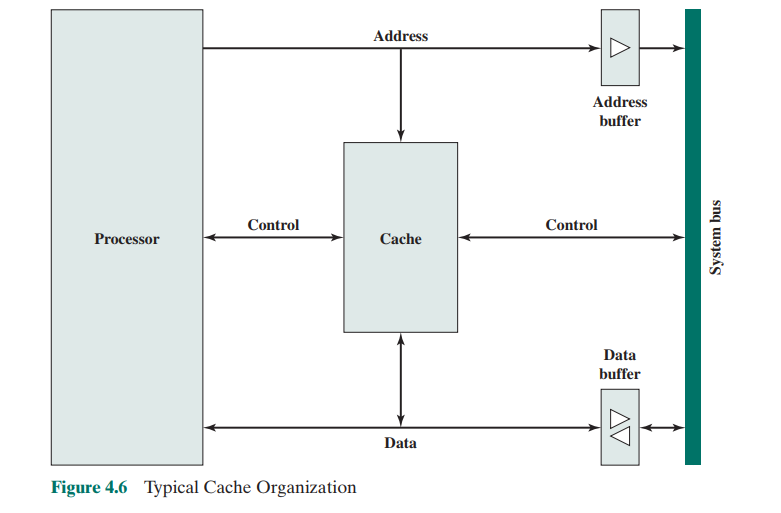 Address
Address
buffer
Processor
Control
Cache
Control
System bus
Data
buffer
Data
Figure 4.6 Typical Cache Organization